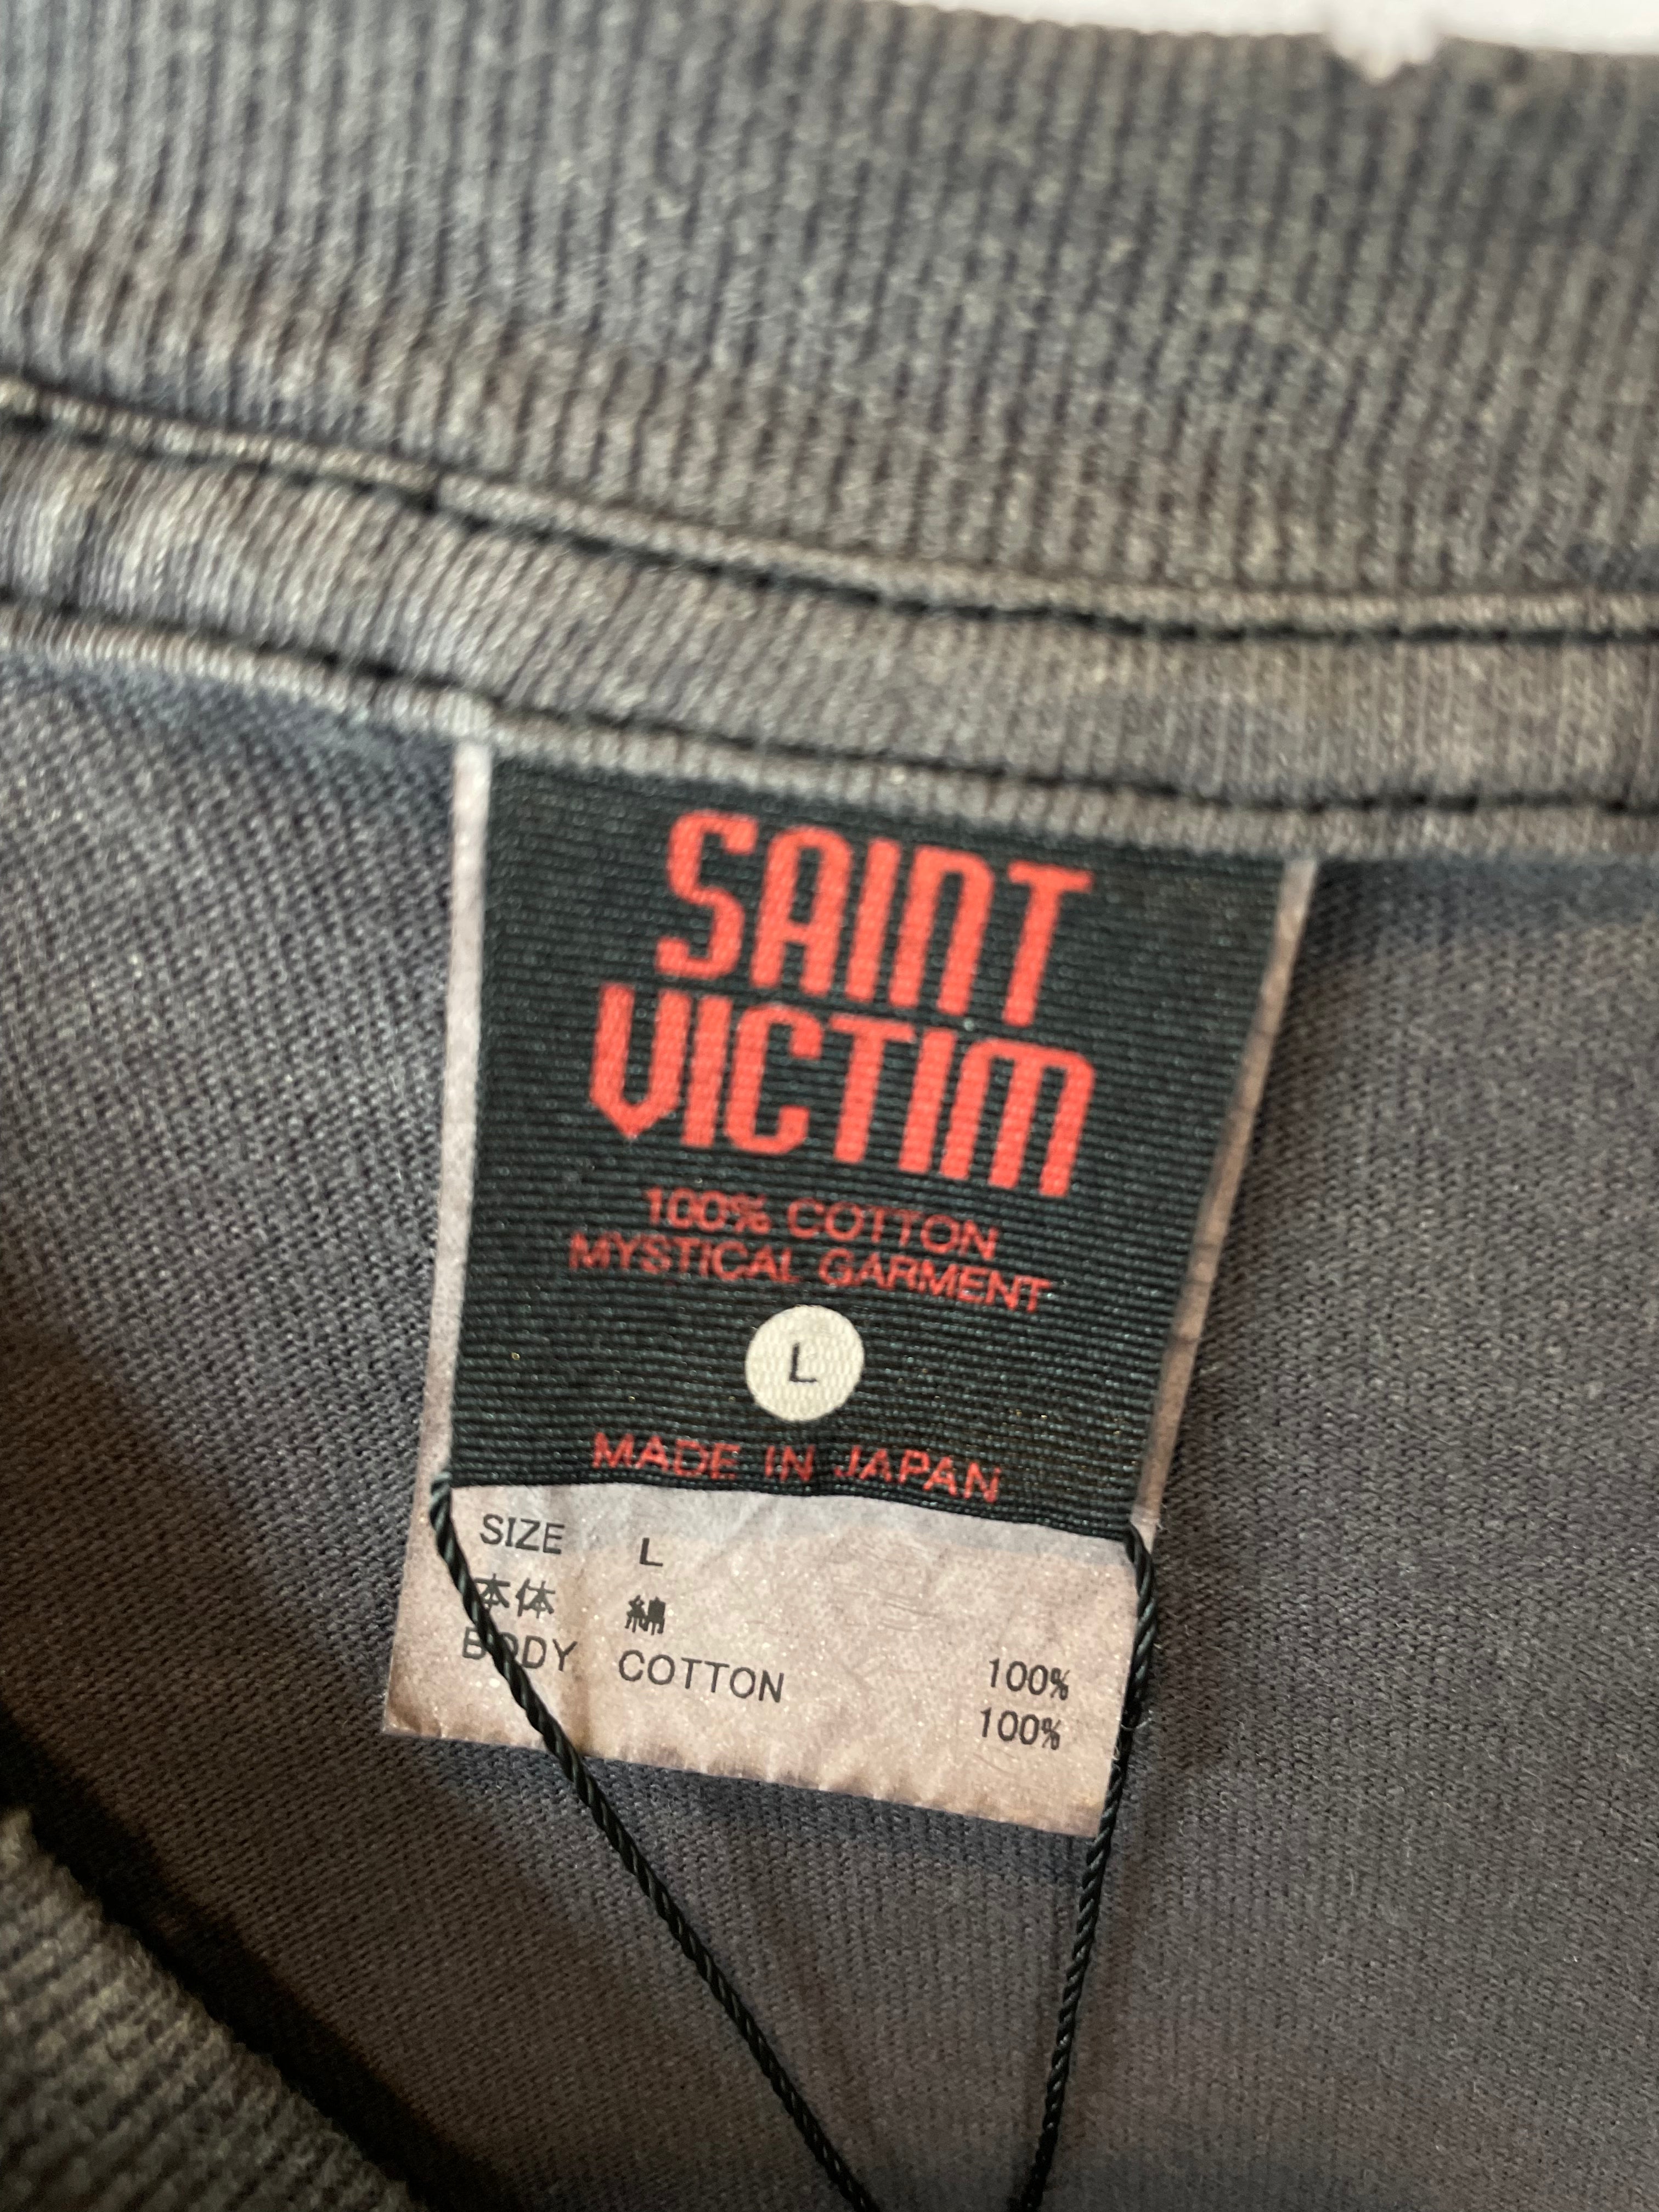 SAINT
VICTIM
100% COTTON
MYSTICAL GARMENT
L
MADE IN JAPAN
SIZE L
本体 綿 100%
BODY COTTON 100%